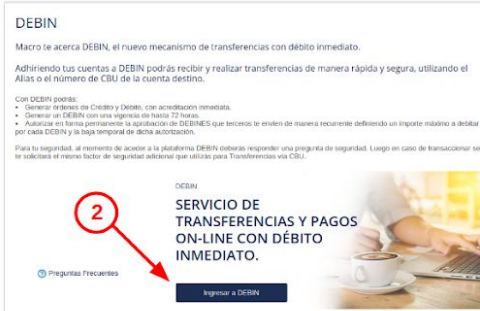 DEBIN
Macro te acerca DEBIN, el nuevo mecanismo de transferencias con débito inmediato.
Adhiriendo tus cuentas a DEBIN podrás recibir y realizar transferencias de manera rápida y segura, utilizando el
Alias o el número de CBU de la cuenta destino.
Con DEBIN podrás:
• Generar órdenes de Crédito y Débito, con acreditación inmediata.
• Generar un DEBIN con una vigencia de hasta 72 horas.
• Autorizar en forma permanente la aprobación de DEBINES que terceros te envíen de manera recurrente definiendo un importe máximo a debitar
por cada DEBIN y la baja temporal de dicha autorización.
Para tu seguridad, al momento de acceder a la plataforma DEBIN deberás responder una pregunta de seguridad. Luego en caso de transaccionar se
te solicitará el mismo factor de seguridad adicional que utilizás para Transferencias vía CBU.
DEBIN
SERVICIO DE
TRANSFERENCIAS Y PAGOS
ON-LINE CON DÉBITO
INMEDIATO.
2
Preguntas Frecuentes
Ingresar a DEBIN